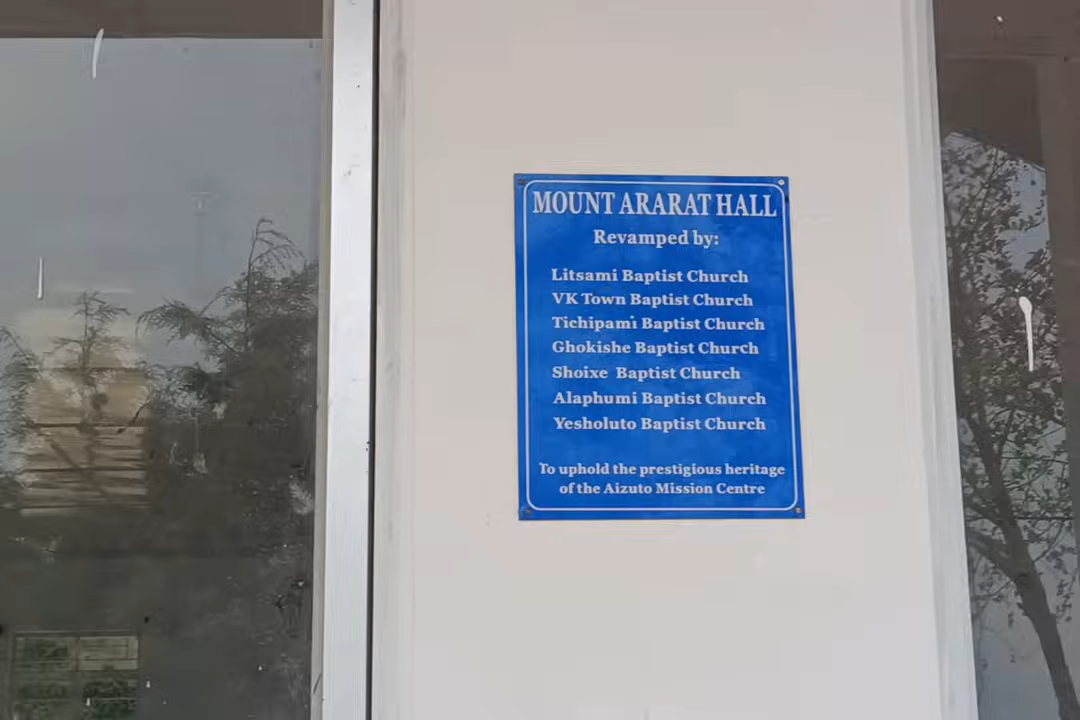 MOUNT ARARAT HALL
Revamped by:
Litsami Baptist Church
VK Town Baptist Church
Tichipami Baptist Church
Ghokishe Baptist Church
Shoixe Baptist Church
Alaphumi Baptist Church
Yesholuto Baptist Church
To uphold the prestigious heritage
of the Aizuto Mission Centre